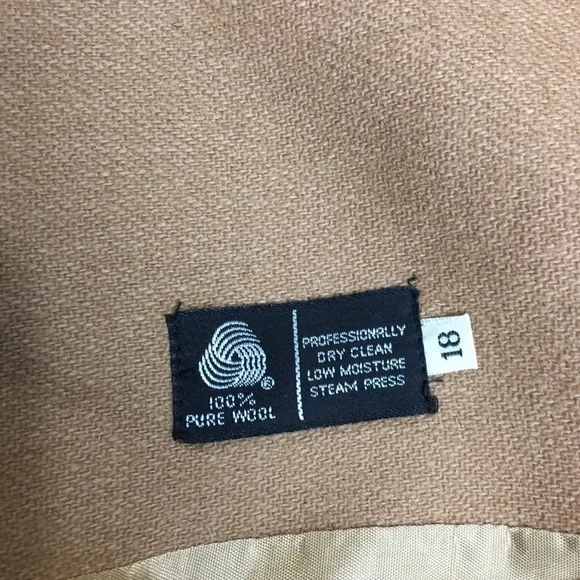 ®
100%
PURE WOOL
PROFESSIONALLY
DRY CLEAN
LOW MOISTURE
STEAM PRESS
18